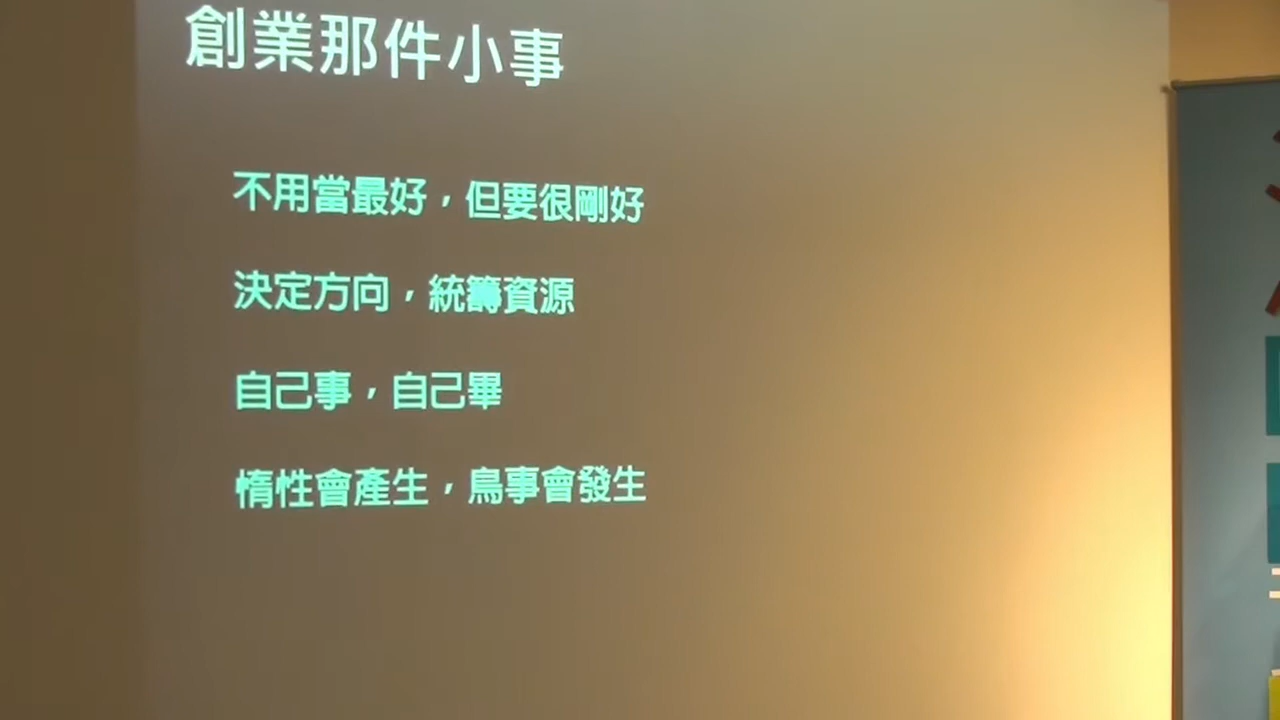 創業那件小事
不用當最好，但要很剛好
決定方向，統籌資源
自己事，自己畢
惰性會產生，鳥事會發生